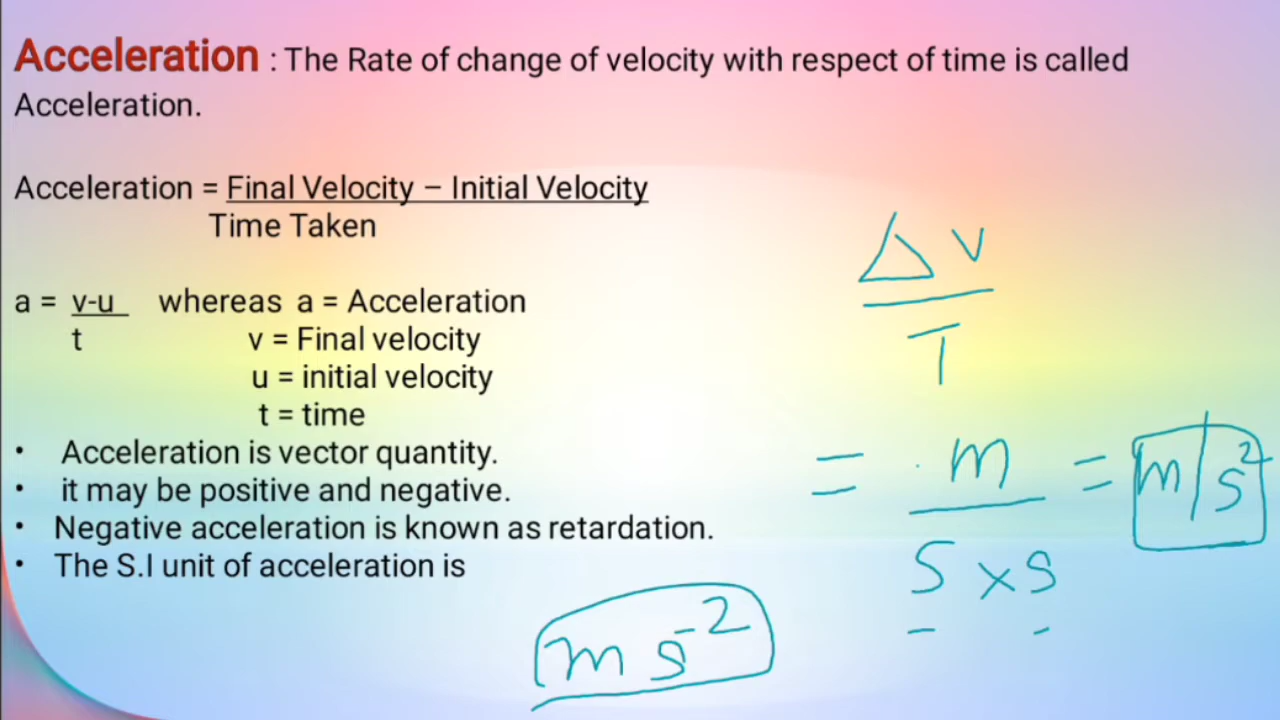 Acceleration : The Rate of change of velocity with respect of time is called
Acceleration.
Acceleration = Final Velocity – Initial Velocity
Time Taken
a = v-u whereas a = Acceleration
t v = Final velocity
u = initial velocity
t = time
• Acceleration is vector quantity.
• it may be positive and negative.
• Negative acceleration is known as retardation.
• The S.I unit of acceleration is
m s⁻²
Δv
T
= m = m/s²
s × s